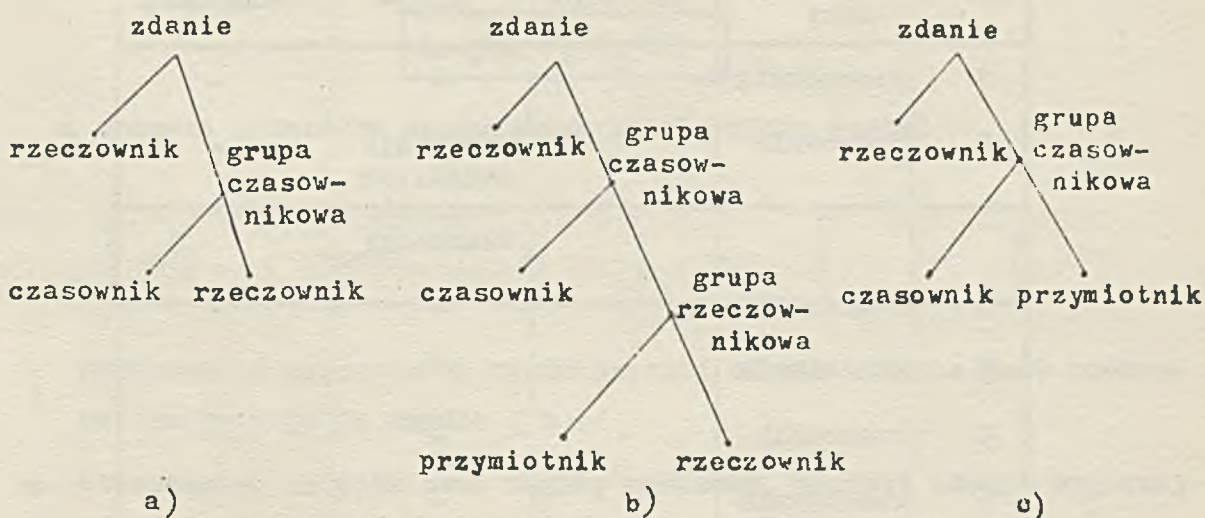 zdanie
rzeczownik
grupa
czasow-
nikowa
czasownik
rzeczownik
a)
zdanie
rzeczownik
grupa
czasow-
nikowa
czasownik
grupa
rzeczow-
nikowa
przymiotnik
rzeczownik
b)
zdanie
rzeczownik
grupa
czasow-
nikowa
czasownik
przymiotnik
c)